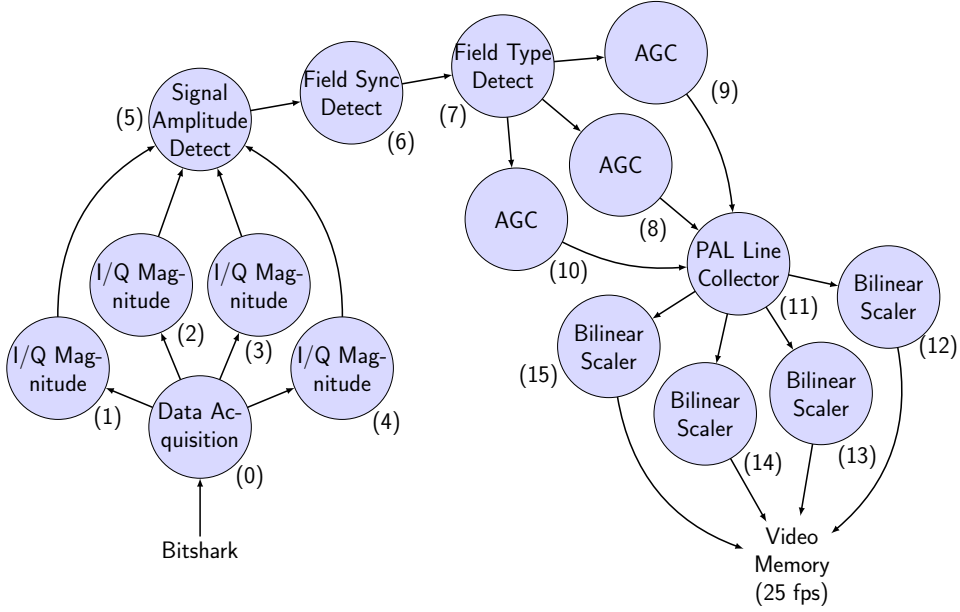 AGC
(9)
Field Type
Detect
(7)
Field Sync
Detect
(6)
Signal
Amplitude
Detect
(5)
AGC
(8)
AGC
(10)
PAL Line
Collector
(11)
I/Q Mag-
nitude
(2)
I/Q Mag-
nitude
(3)
I/Q Mag-
nitude
(1)
I/Q Mag-
nitude
(4)
Data Ac-
quisition
(0)
Bitshark
Bilinear
Scaler
(12)
Bilinear
Scaler
(15)
Bilinear
Scaler
(14)
Bilinear
Scaler
(13)
Video
Memory
(25 fps)